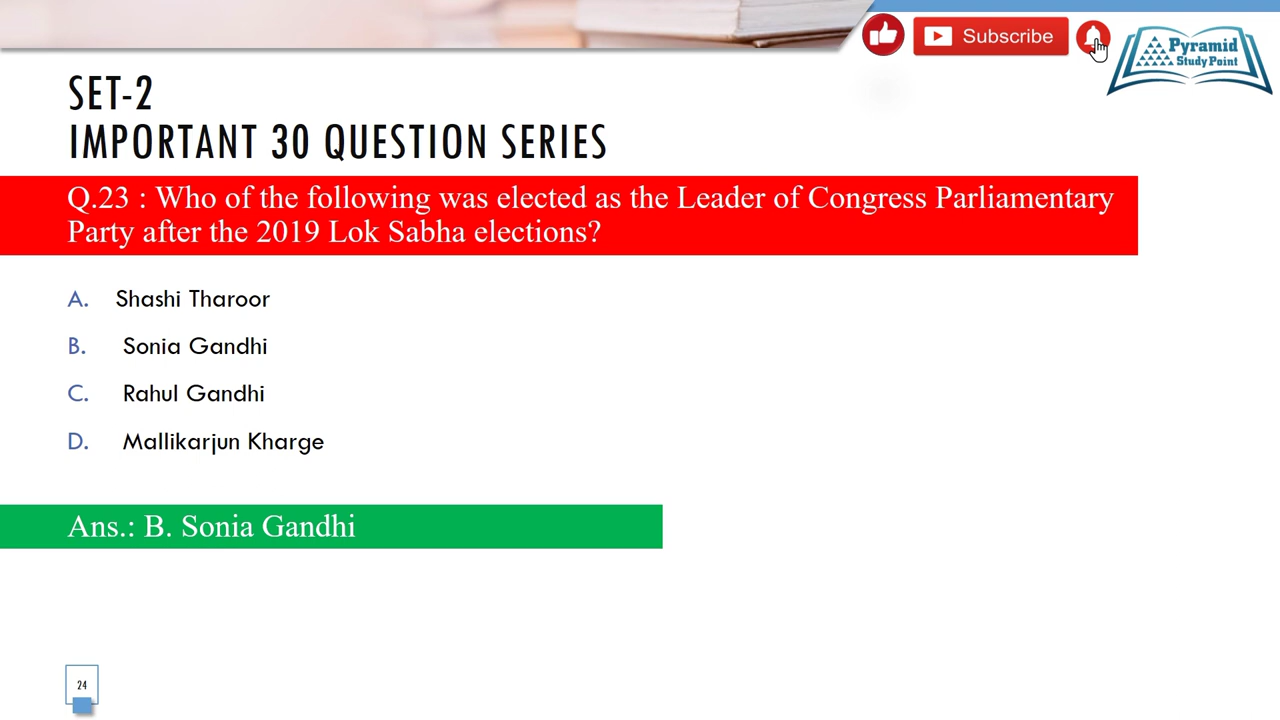 Subscribe
Pyramid
Study Point
SET-2
IMPORTANT 30 QUESTION SERIES
Q.23 : Who of the following was elected as the Leader of Congress Parliamentary
Party after the 2019 Lok Sabha elections?
A. Shashi Tharoor
B. Sonia Gandhi
C. Rahul Gandhi
D. Mallikarjun Kharge
Ans.: B. Sonia Gandhi
24